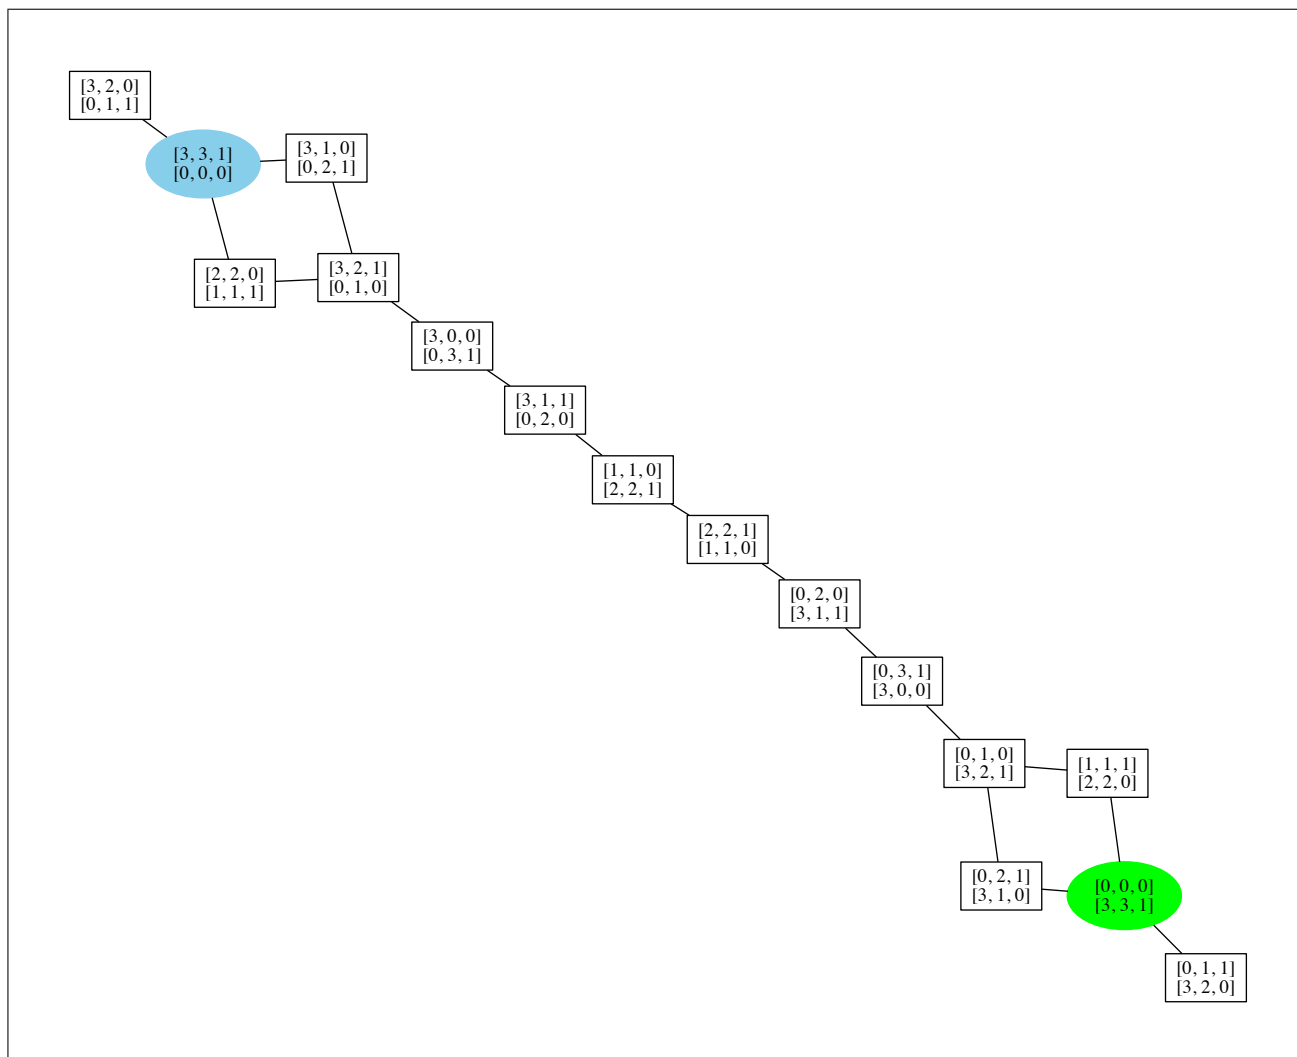 [3, 2, 0]
[0, 1, 1]
[3, 3, 1]
[0, 0, 0]
[3, 1, 0]
[0, 2, 1]
[2, 2, 0]
[1, 1, 1]
[3, 2, 1]
[0, 1, 0]
[3, 0, 0]
[0, 3, 1]
[3, 1, 1]
[0, 2, 0]
[1, 1, 0]
[2, 2, 1]
[2, 2, 1]
[1, 1, 0]
[0, 2, 0]
[3, 1, 1]
[0, 3, 1]
[3, 0, 0]
[0, 1, 0]
[3, 2, 1]
[1, 1, 1]
[2, 2, 0]
[0, 2, 1]
[3, 1, 0]
[0, 0, 0]
[3, 3, 1]
[0, 1, 1]
[3, 2, 0]